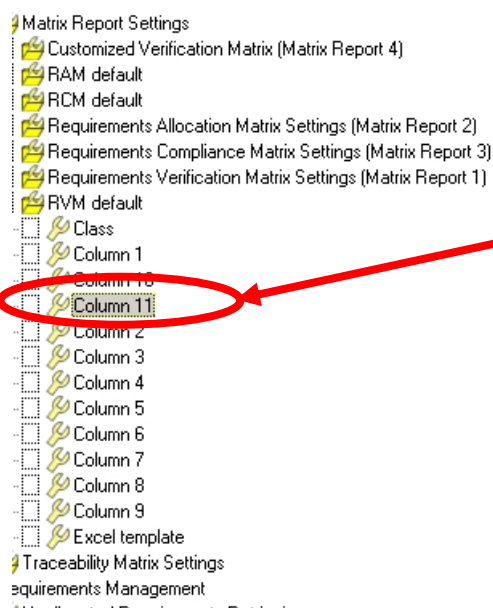 Matrix Report Settings
Customized Verification Matrix (Matrix Report 4)
RAM default
RCM default
Requirements Allocation Matrix Settings (Matrix Report 2)
Requirements Compliance Matrix Settings (Matrix Report 3)
Requirements Verification Matrix Settings (Matrix Report 1)
RVM default
Class
Column 1
Column 10
Column 11
Column 2
Column 3
Column 4
Column 5
Column 6
Column 7
Column 8
Column 9
Excel template
Traceability Matrix Settings
equirements Management